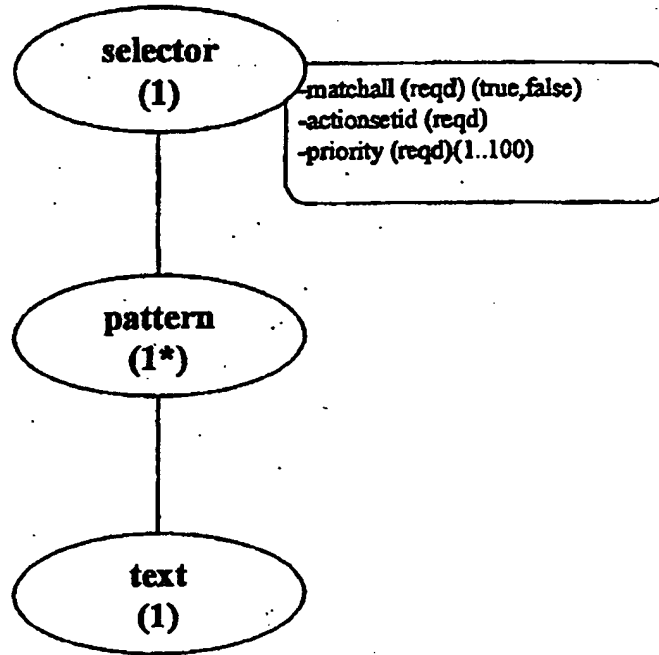 selector
(1)
-matchall (reqd) (true,false)
-actionsetid (reqd)
-priority (reqd)(1..100)
pattern
(1*)
text
(1)